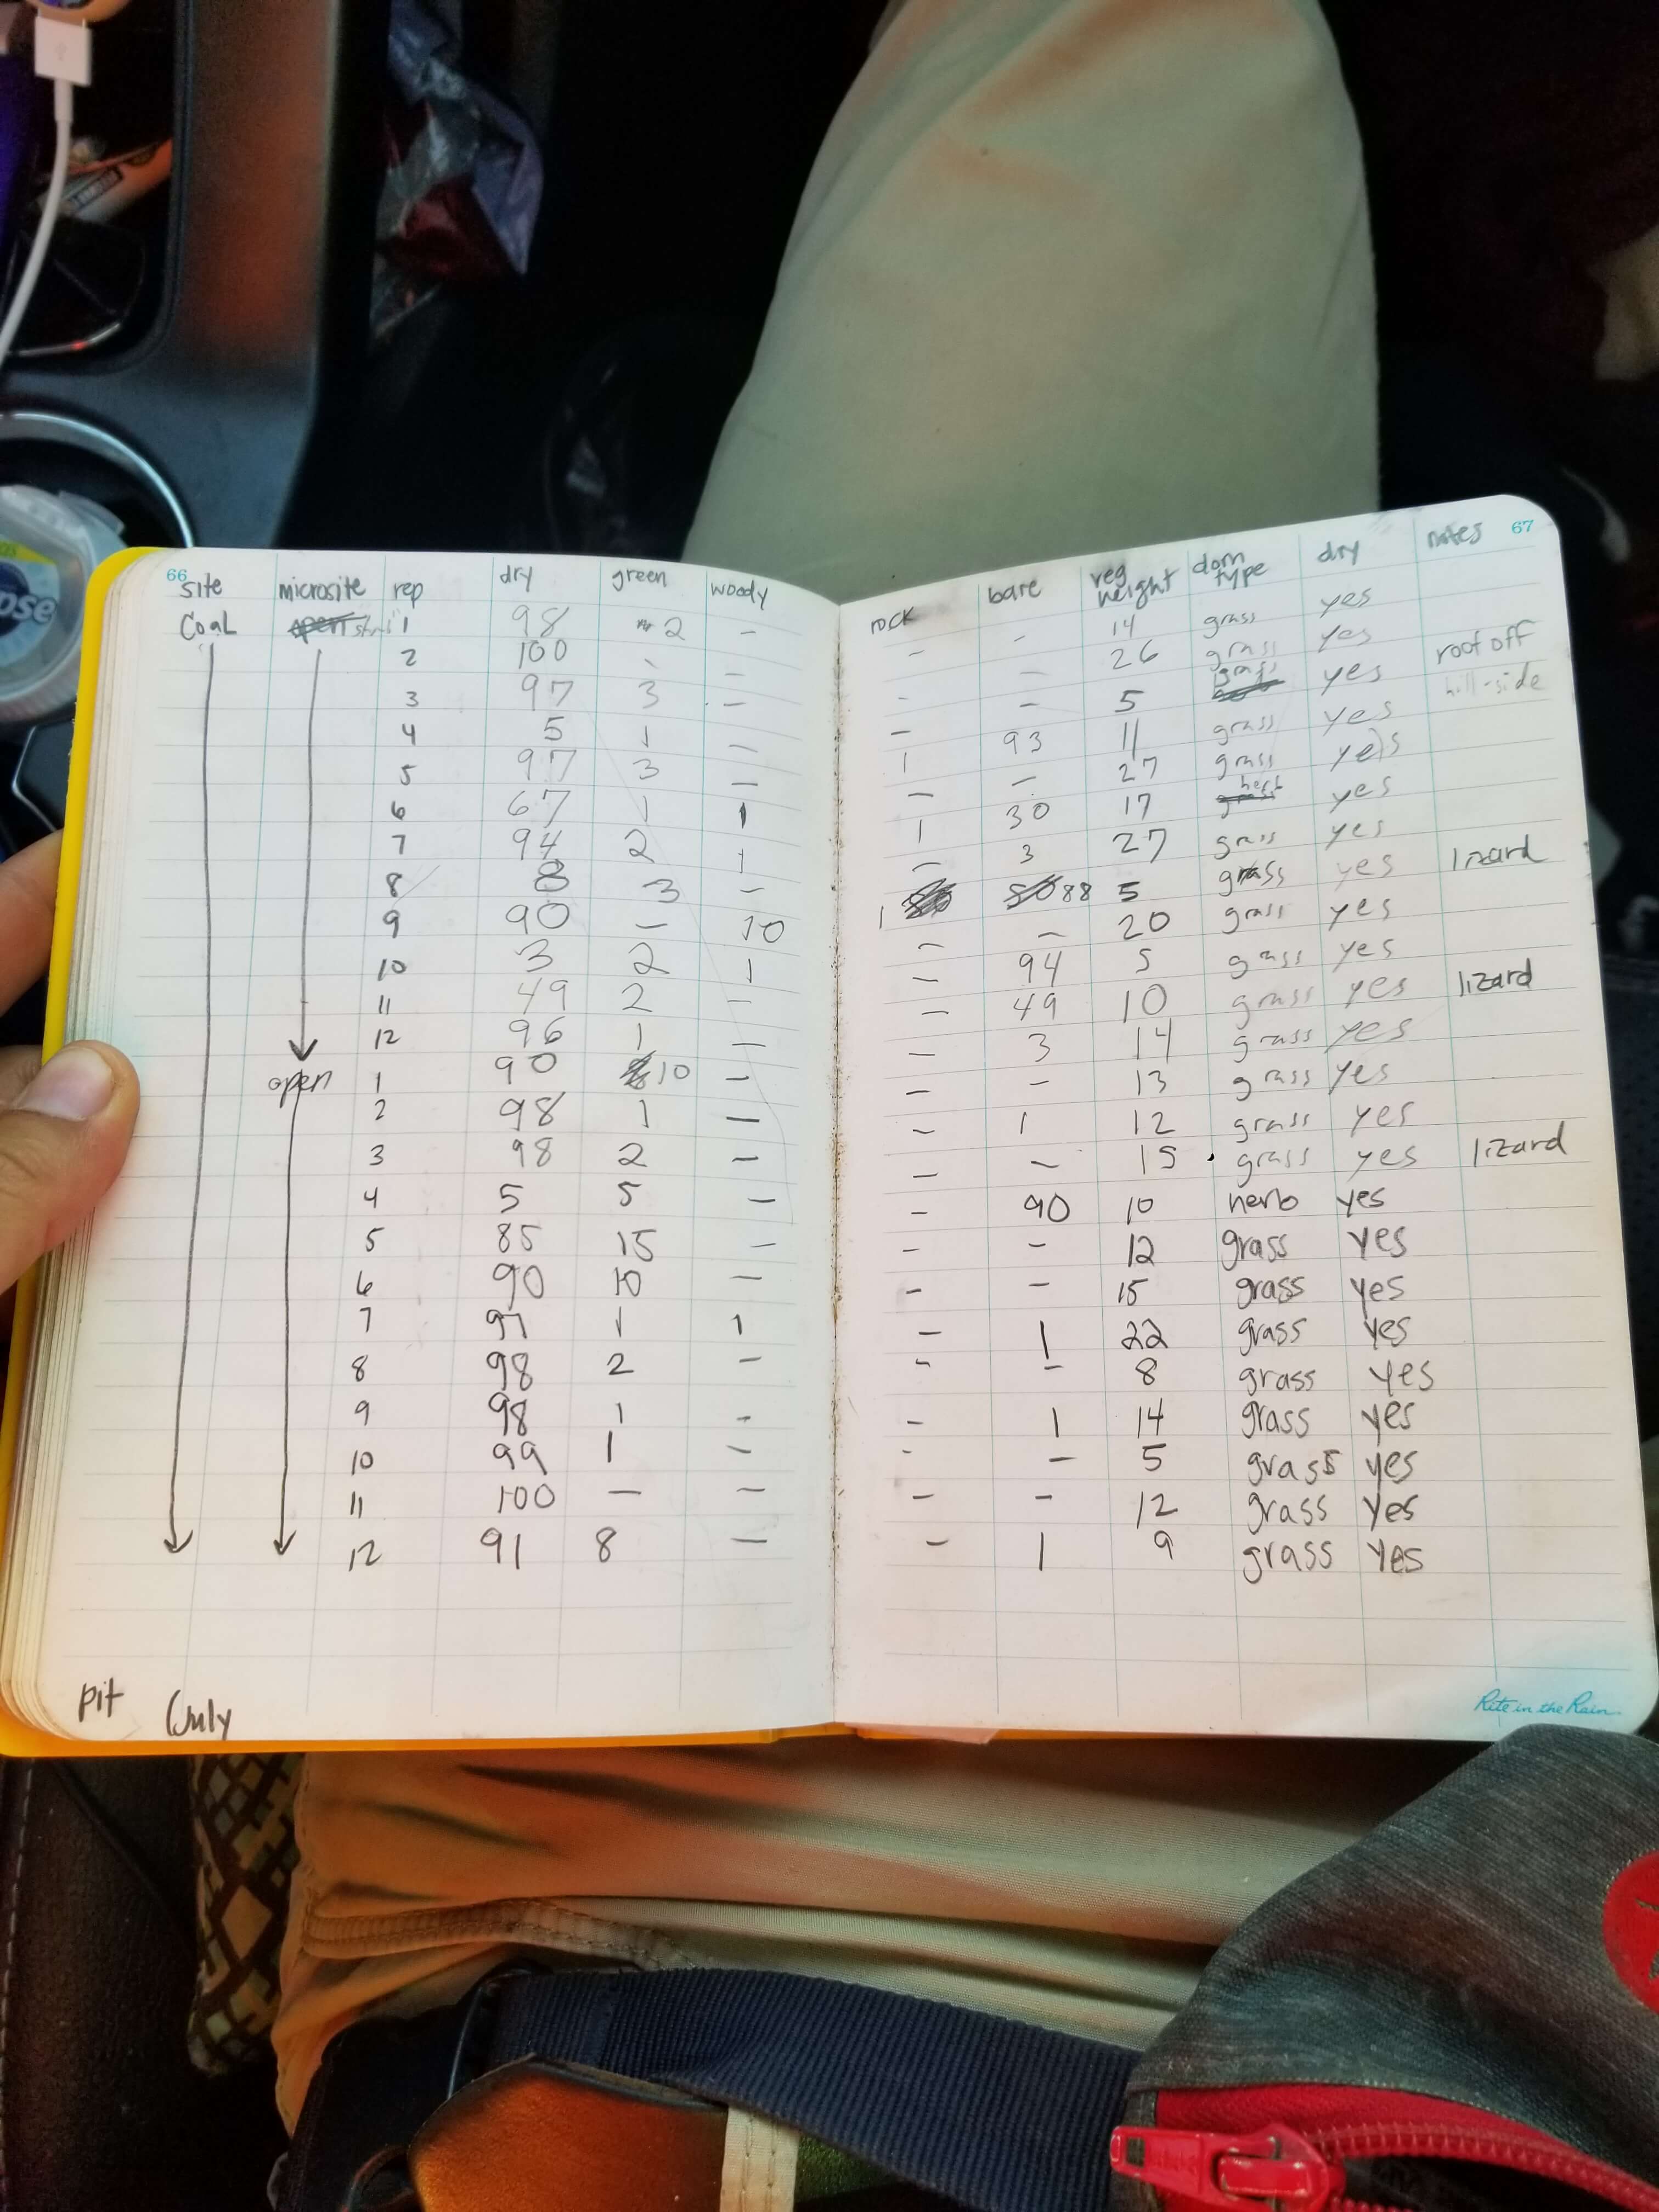 66
site microsite rep dry green woody
Coal 1 98 2 -
2 100 - -
3 97 3 -
4 5 1 -
5 97 3 -
6 67 1 1
7 94 2 1
8 8 3 -
9 90 - 10
10 3 2 1
11 49 2 -
12 96 1 -
open 1 90 10 -
2 98 1 -
3 98 2 -
4 5 5 -
5 85 15 -
6 90 10 -
7 97 1 1
8 98 2 -
9 98 1 -
10 99 1 -
11 100 - -
12 91 8 -
pit July
67
rock bare veg height dom type dry notes
- - 14 grass yes
- - 26 grass yes root off
- - 5 grass yes hill-side
1 93 11 grass yes
- - 27 grass yes
1 30 17 herb yes
- 3 27 grass yes
1 88 5 grass yes lizard
- - 20 grass yes
- 94 5 grass yes
- 49 10 grass yes lizard
- 3 14 grass yes
- - 13 grass yes
- 1 12 grass yes
- - 15 grass yes lizard
- 90 10 herb yes
- - 12 grass yes
- - 15 grass yes
- 1 22 grass yes
- - 8 grass yes
- 1 14 grass yes
- - 5 grass yes
- - 12 grass yes
- 1 9 grass yes
Rite in the Rain